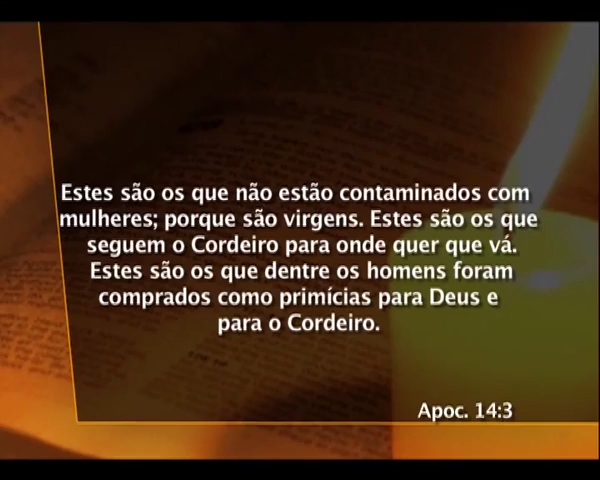 Estes são os que não estão contaminados com
mulheres; porque são virgens. Estes são os que
seguem o Cordeiro para onde quer que vá.
Estes são os que dentre os homens foram
comprados como primícias para Deus e
para o Cordeiro.
Apoc. 14:3